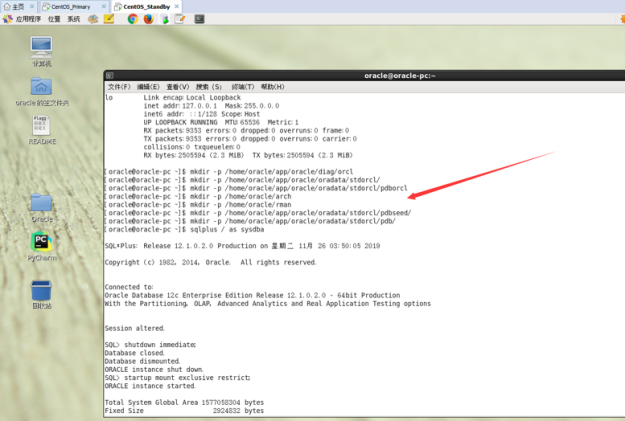 主页 CentOS_Primary CentOS_Standby
应用程序 位置 系统
计算机
oracle的主文件夹
README
Oracle
PyCharm
回收站
oracle@oracle-pc:~
文件(F) 编辑(E) 查看(V) 搜索 (S) 终端(T) 帮助(H)
lo Link encap:Local Loopback
inet addr:127.0.0.1 Mask:255.0.0.0
inet6 addr: ::1/128 Scope:Host
UP LOOPBACK RUNNING MTU:65536 Metric:1
RX packets:9353 errors:0 dropped:0 overruns:0 frame:0
TX packets:9353 errors:0 dropped:0 overruns:0 carrier:0
collisions:0 txqueuelen:0
RX bytes:2505594 (2.3 MiB) TX bytes:2505594 (2.3 MiB)
[oracle@oracle-pc ~]$ mkdir -p /home/oracle/app/oracle/diag/orcl
[oracle@oracle-pc ~]$ mkdir -p /home/oracle/app/oracle/oradata/stdorcl/
[oracle@oracle-pc ~]$ mkdir -p /home/oracle/app/oracle/oradata/stdorcl/pdborcl
[oracle@oracle-pc ~]$ mkdir -p /home/oracle/arch
[oracle@oracle-pc ~]$ mkdir -p /home/oracle/rman
[oracle@oracle-pc ~]$ mkdir -p /home/oracle/app/oracle/oradata/stdorcl/pdbseed/
[oracle@oracle-pc ~]$ mkdir -p /home/oracle/app/oracle/oradata/stdorcl/pdb/
[oracle@oracle-pc ~]$ sqlplus / as sysdba
SQL*Plus: Release 12.1.0.2.0 Production on 星期二 11月 26 03:50:05 2019
Copyright (c) 1982, 2014, Oracle. All rights reserved.
Connected to:
Oracle Database 12c Enterprise Edition Release 12.1.0.2.0 - 64bit Production
With the Partitioning, OLAP, Advanced Analytics and Real Application Testing options
Session altered.
SQL> shutdown immediate;
Database closed.
Database dismounted.
ORACLE instance shut down.
SQL> startup mount exclusive restrict;
ORACLE instance started.
Total System Global Area 1577058304 bytes
Fixed Size 2924832 bytes